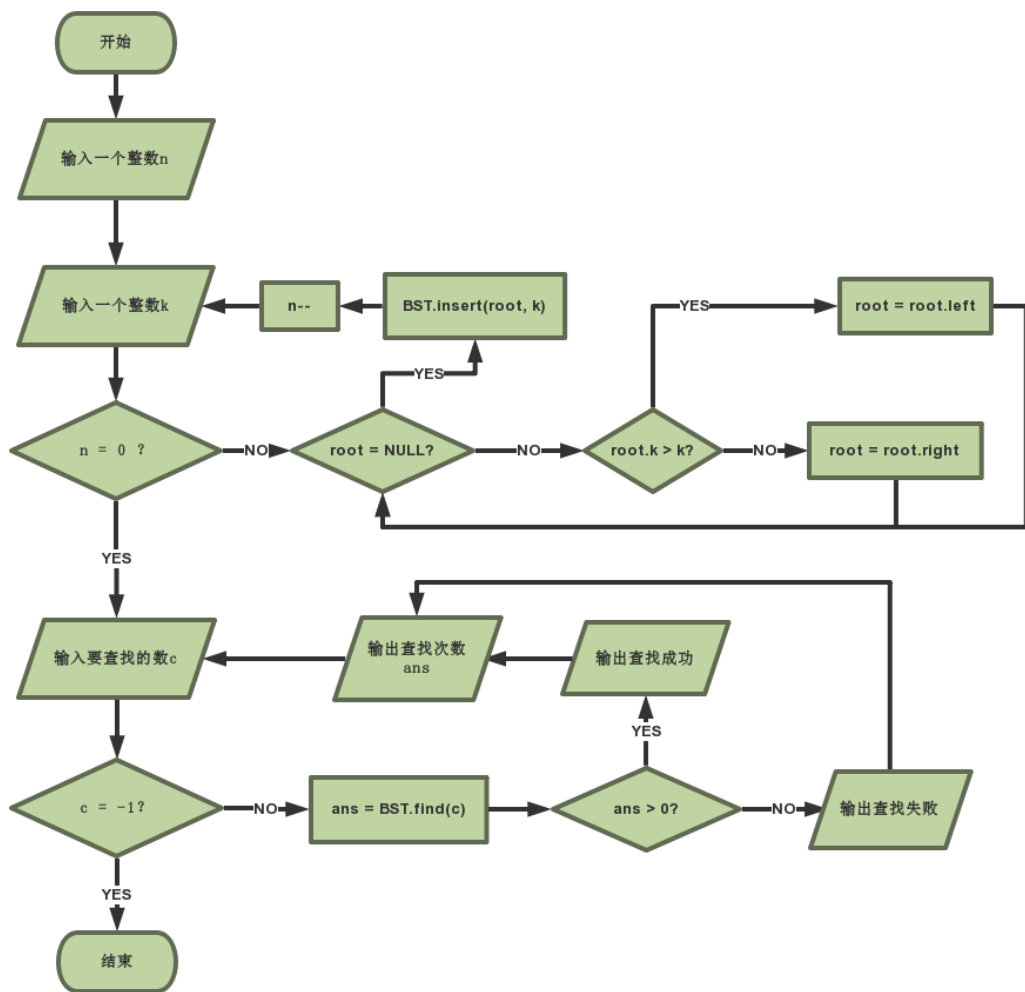 开始
输入一个整数n
输入一个整数k
n--
BST.insert(root, k)
YES
root = root.left
YES
n = 0 ?
NO
root = NULL?
NO
root.k > k?
NO
root = root.right
YES
输入要查找的数c
输出查找次数
ans
输出查找成功
YES
c = -1?
NO
ans = BST.find(c)
ans > 0?
NO
输出查找失败
YES
结束